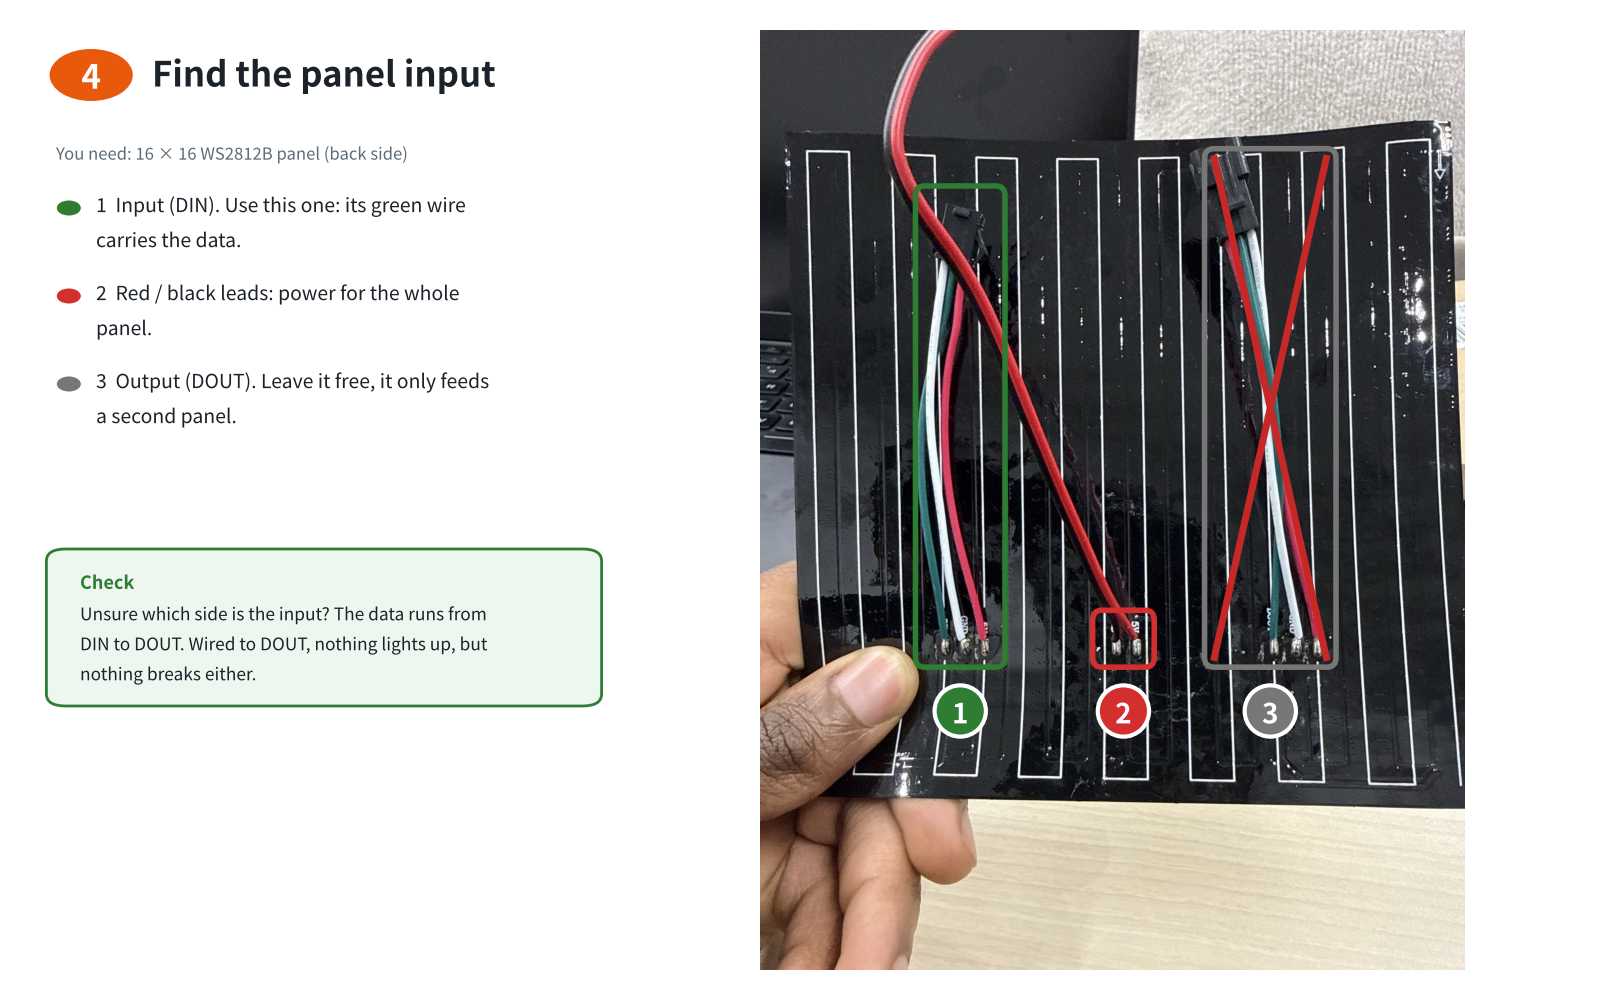 4 Find the panel input
You need: 16 × 16 WS2812B panel (back side)
1 Input (DIN). Use this one: its green wire
carries the data.
2 Red / black leads: power for the whole
panel.
3 Output (DOUT). Leave it free, it only feeds
a second panel.
Check
Unsure which side is the input? The data runs from
DIN to DOUT. Wired to DOUT, nothing lights up, but
nothing breaks either.
1
2
3